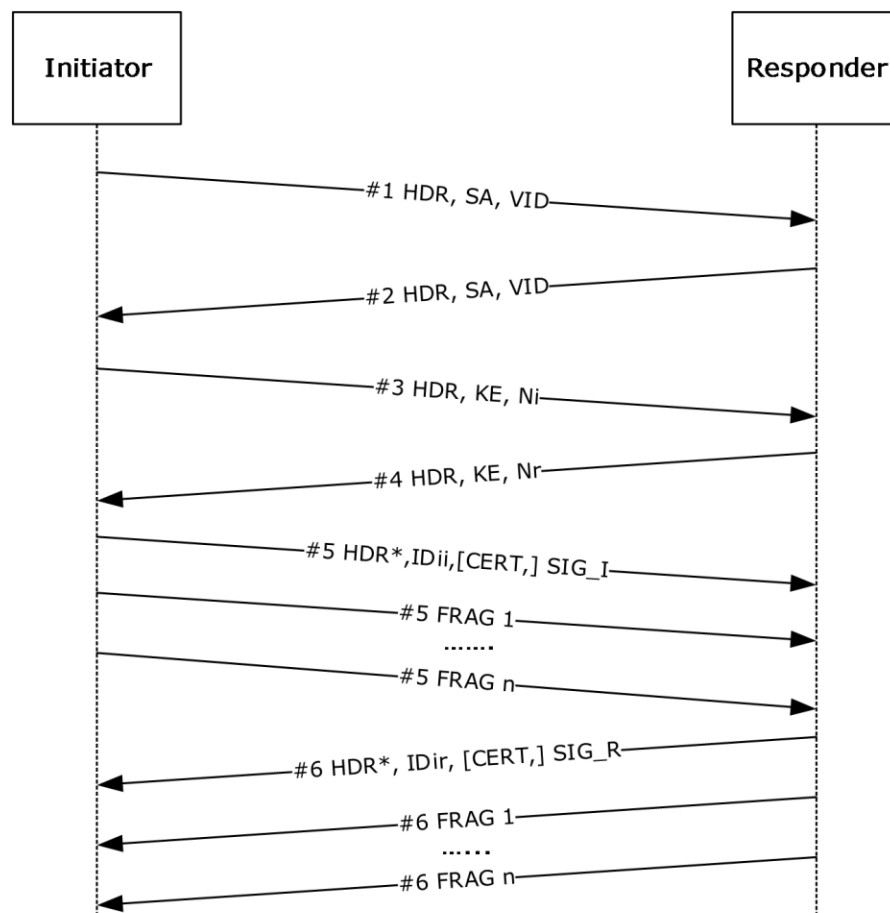 Initiator
Responder
#1 HDR, SA, VID
#2 HDR, SA, VID
#3 HDR, KE, Ni
#4 HDR, KE, Nr
#5 HDR*,IDii,[CERT,] SIG_I
#5 FRAG 1
.......
#5 FRAG n
#6 HDR*, IDir, [CERT,] SIG_R
#6 FRAG 1
......
#6 FRAG n